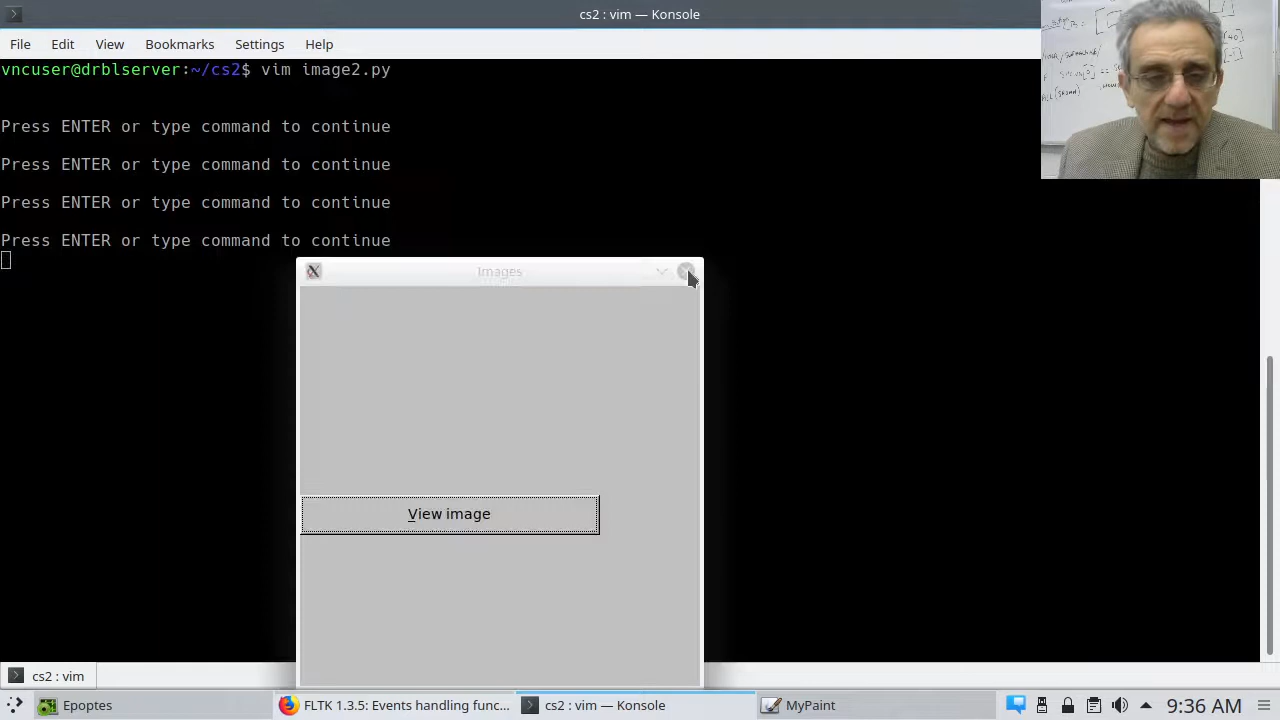 cs2 : vim — Konsole
File Edit View Bookmarks Settings Help
vncuser@drblserver:~/cs2$ vim image2.py
Press ENTER or type command to continue
Press ENTER or type command to continue
Press ENTER or type command to continue
Press ENTER or type command to continue
Images
View image
cs2 : vim
Epoptes
FLTK 1.3.5: Events handling func...
cs2 : vim — Konsole
MyPaint
9:36 AM